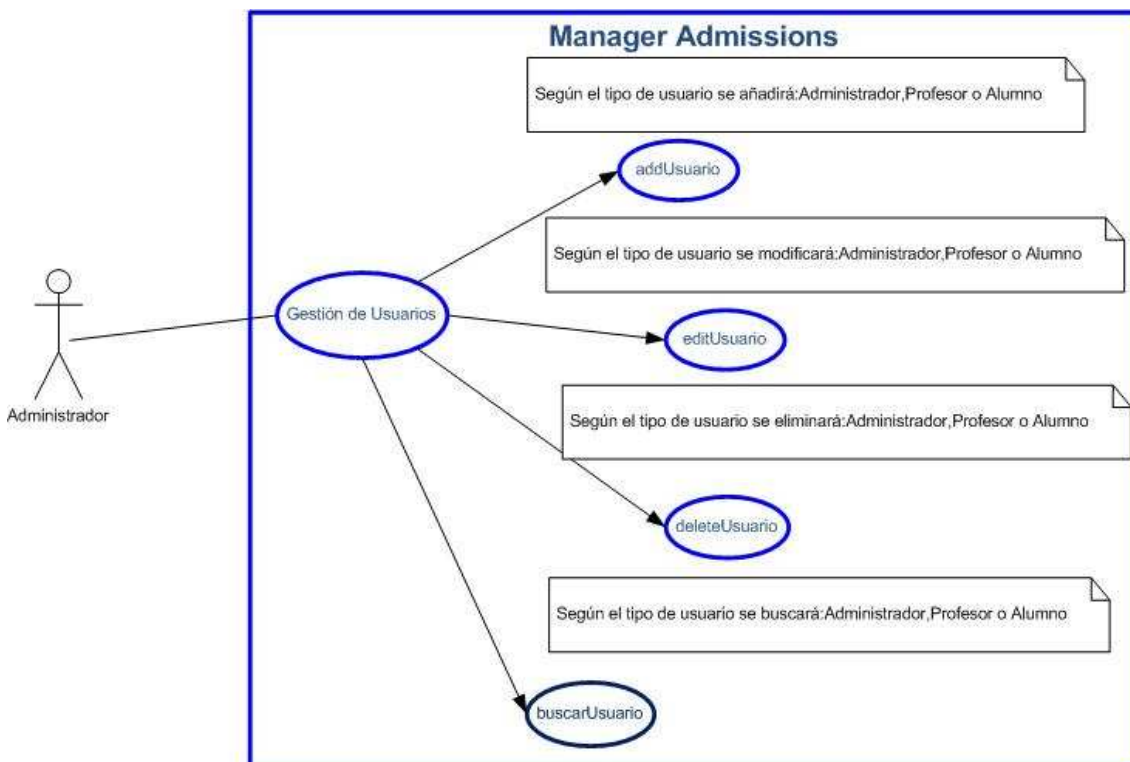 Manager Admissions
Según el tipo de usuario se añadirá:Administrador,Profesor o Alumno
addUsuario
Según el tipo de usuario se modificará:Administrador,Profesor o Alumno
Gestión de Usuarios
editUsuario
Administrador
Según el tipo de usuario se eliminará:Administrador,Profesor o Alumno
deleteUsuario
Según el tipo de usuario se buscará:Administrador,Profesor o Alumno
buscarUsuario